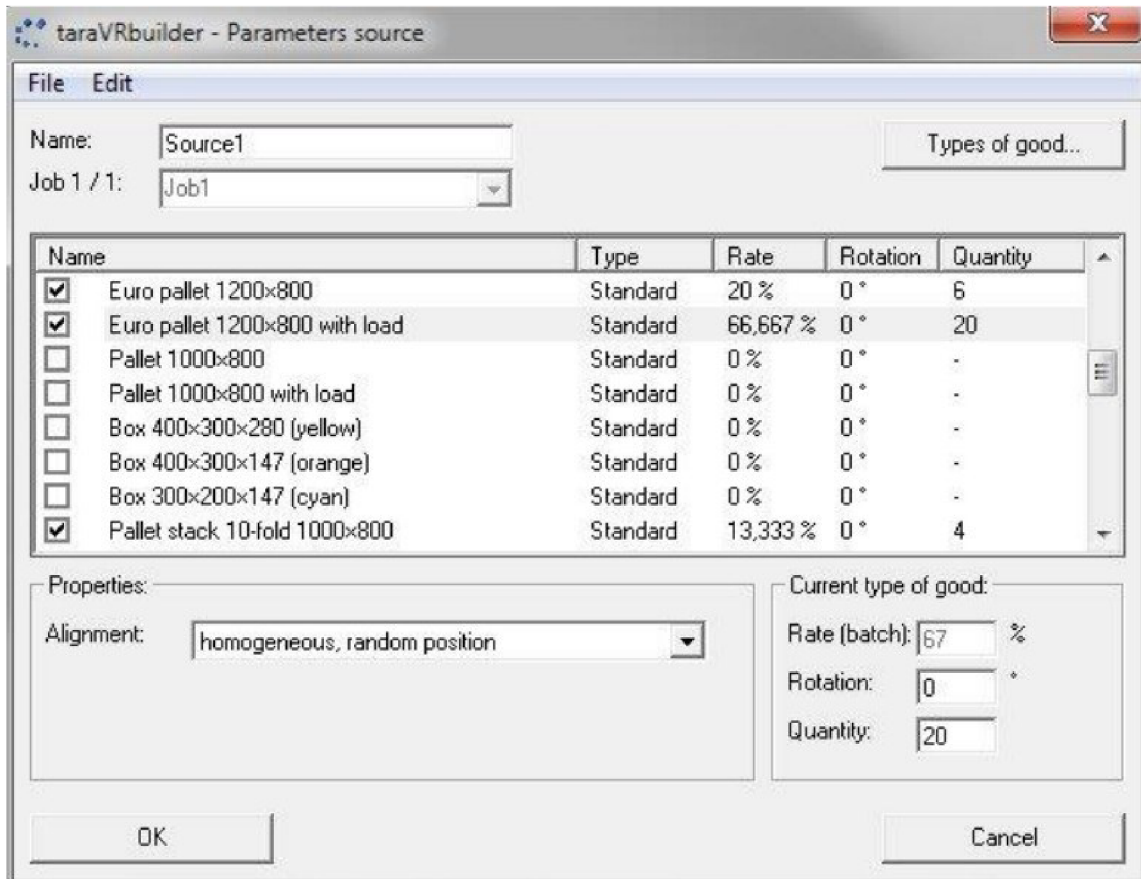 taraVRbuilder - Parameters source
File Edit
Name: Source1 Types of good...
Job 1 / 1: Job1
Name Type Rate Rotation Quantity
Euro pallet 1200×800 Standard 20 % 0 ° 6
Euro pallet 1200×800 with load Standard 66,667 % 0 ° 20
Pallet 1000×800 Standard 0 % 0 ° -
Pallet 1000×800 with load Standard 0 % 0 ° -
Box 400×300×280 (yellow) Standard 0 % 0 ° -
Box 400×300×147 (orange) Standard 0 % 0 ° -
Box 300×200×147 (cyan) Standard 0 % 0 ° -
Pallet stack 10-fold 1000×800 Standard 13,333 % 0 ° 4
Properties: Current type of good:
Alignment: homogeneous, random position Rate (batch): 67 %
Rotation: 0 °
Quantity: 20
OK Cancel